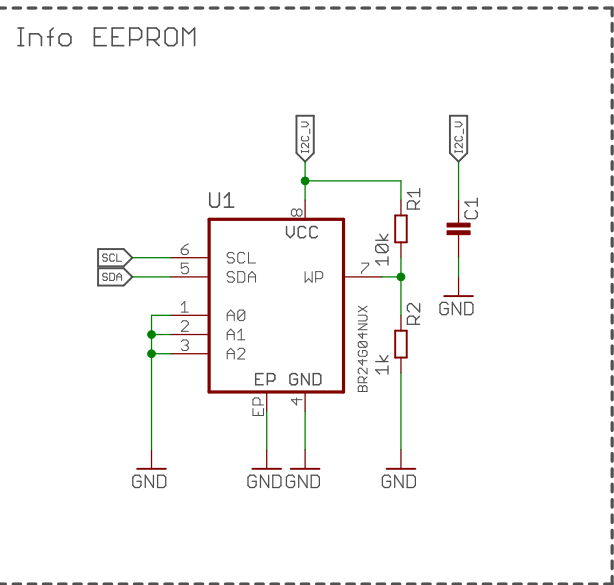 Info EEPROM
I2C_V
I2C_V
U1
8
VCC
R1
10k
C1
GND
SCL
6
SCL
SDA
5
SDA
WP
7
1
A0
2
A1
3
A2
R2
1k
BR24G04NUX
EP
GND
EP
4
GND
GND
GND
GND